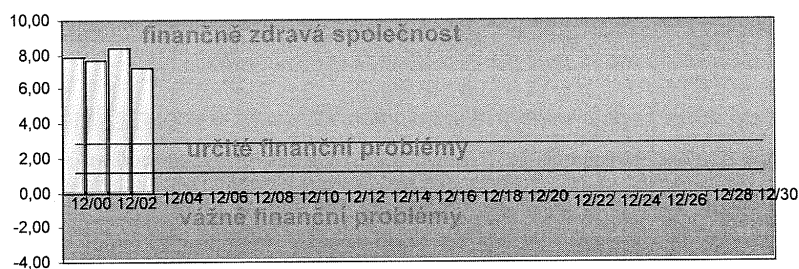 10,00
finančně zdravá společnost
8,00
6,00
4,00
určité finanční problémy
2,00
0,00
12/00 12/02 12/04 12/06 12/08 12/10 12/12 12/14 12/16 12/18 12/20 12/22 12/24 12/26 12/28 12/30
vážné finanční problémy
-2,00
-4,00